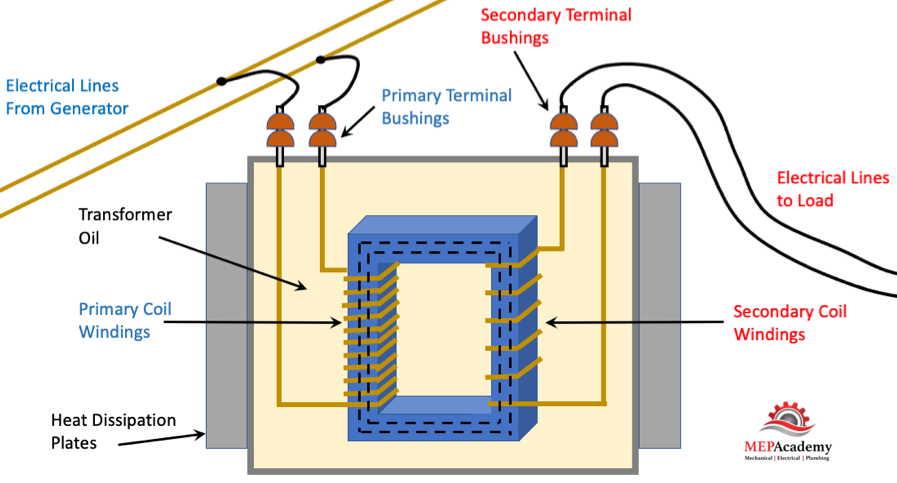 Secondary Terminal
Bushings
Electrical Lines
From Generator
Primary Terminal
Bushings
Electrical Lines
to Load
Transformer
Oil
Primary Coil
Windings
Secondary Coil
Windings
Heat Dissipation
Plates
MEPAcademy
Mechanical | Electrical | Plumbing